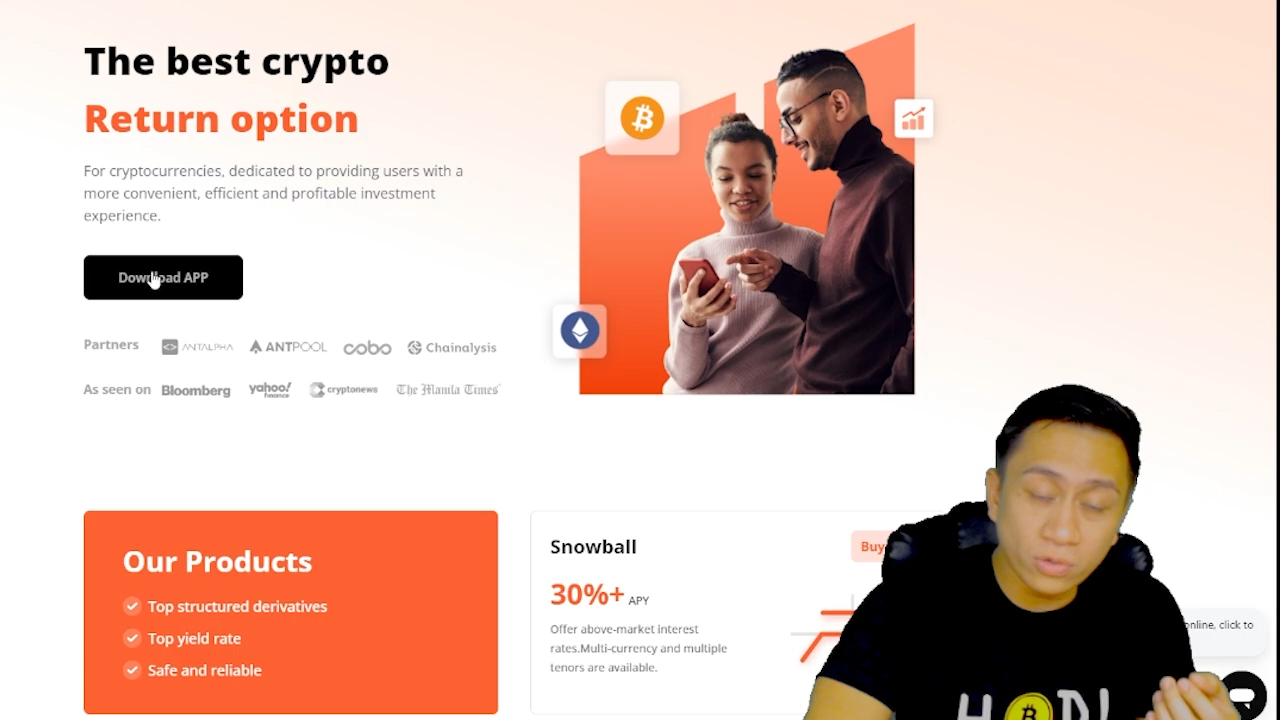 The best crypto
Return option
For cryptocurrencies, dedicated to providing users with a
more convenient, efficient and profitable investment
experience.
Download APP
Partners ANTALPHA ANTPOOL cobo Chainalysis
As seen on Bloomberg yahoo! finance cryptonews The Manila Times
Our Products
Top structured derivatives
Top yield rate
Safe and reliable
Snowball
Buy
30%+ APY
Offer above-market interest
rates.Multi-currency and multiple
tenors are available.
online, click to